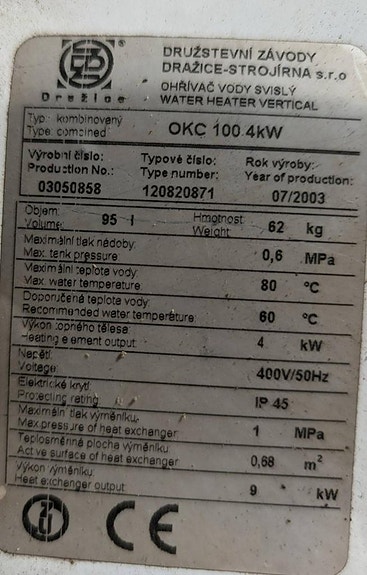 Dražice
DRUŽSTEVNÍ ZÁVODY
DRAŽICE-STROJÍRNA s.r.o
OHŘÍVAČ VODY SVISLÝ
WATER HEATER VERTICAL
Typ: kombinovaný
Type: combined
OKC 100 4kW
Výrobní číslo: Typové číslo: Rok výroby:
Production No.: Type number: Year of production:
03050858 120820871 07/2003
Objem: Hmotnost
Volume: 95 l Weight 62 kg
Maximální tlak nádoby
Max. tank pressure 0,6 MPa
Maximální teplota vody
Max. water temperature 80 °C
Doporučená teplota vody
Recommended water temperature 60 °C
Výkon topného tělesa
Heating element output 4 kW
Napětí
Voltage 400V/50Hz
Elektrické krytí
Protecting rating IP 45
Maximální tlak výměníku
Max.pressure of heat exchanger 1 MPa
Teplosměnná plocha výměníku
Active surface of heat exchanger 0,68 m²
Výkon výměníku
Heat exchanger output 9 kW
CE